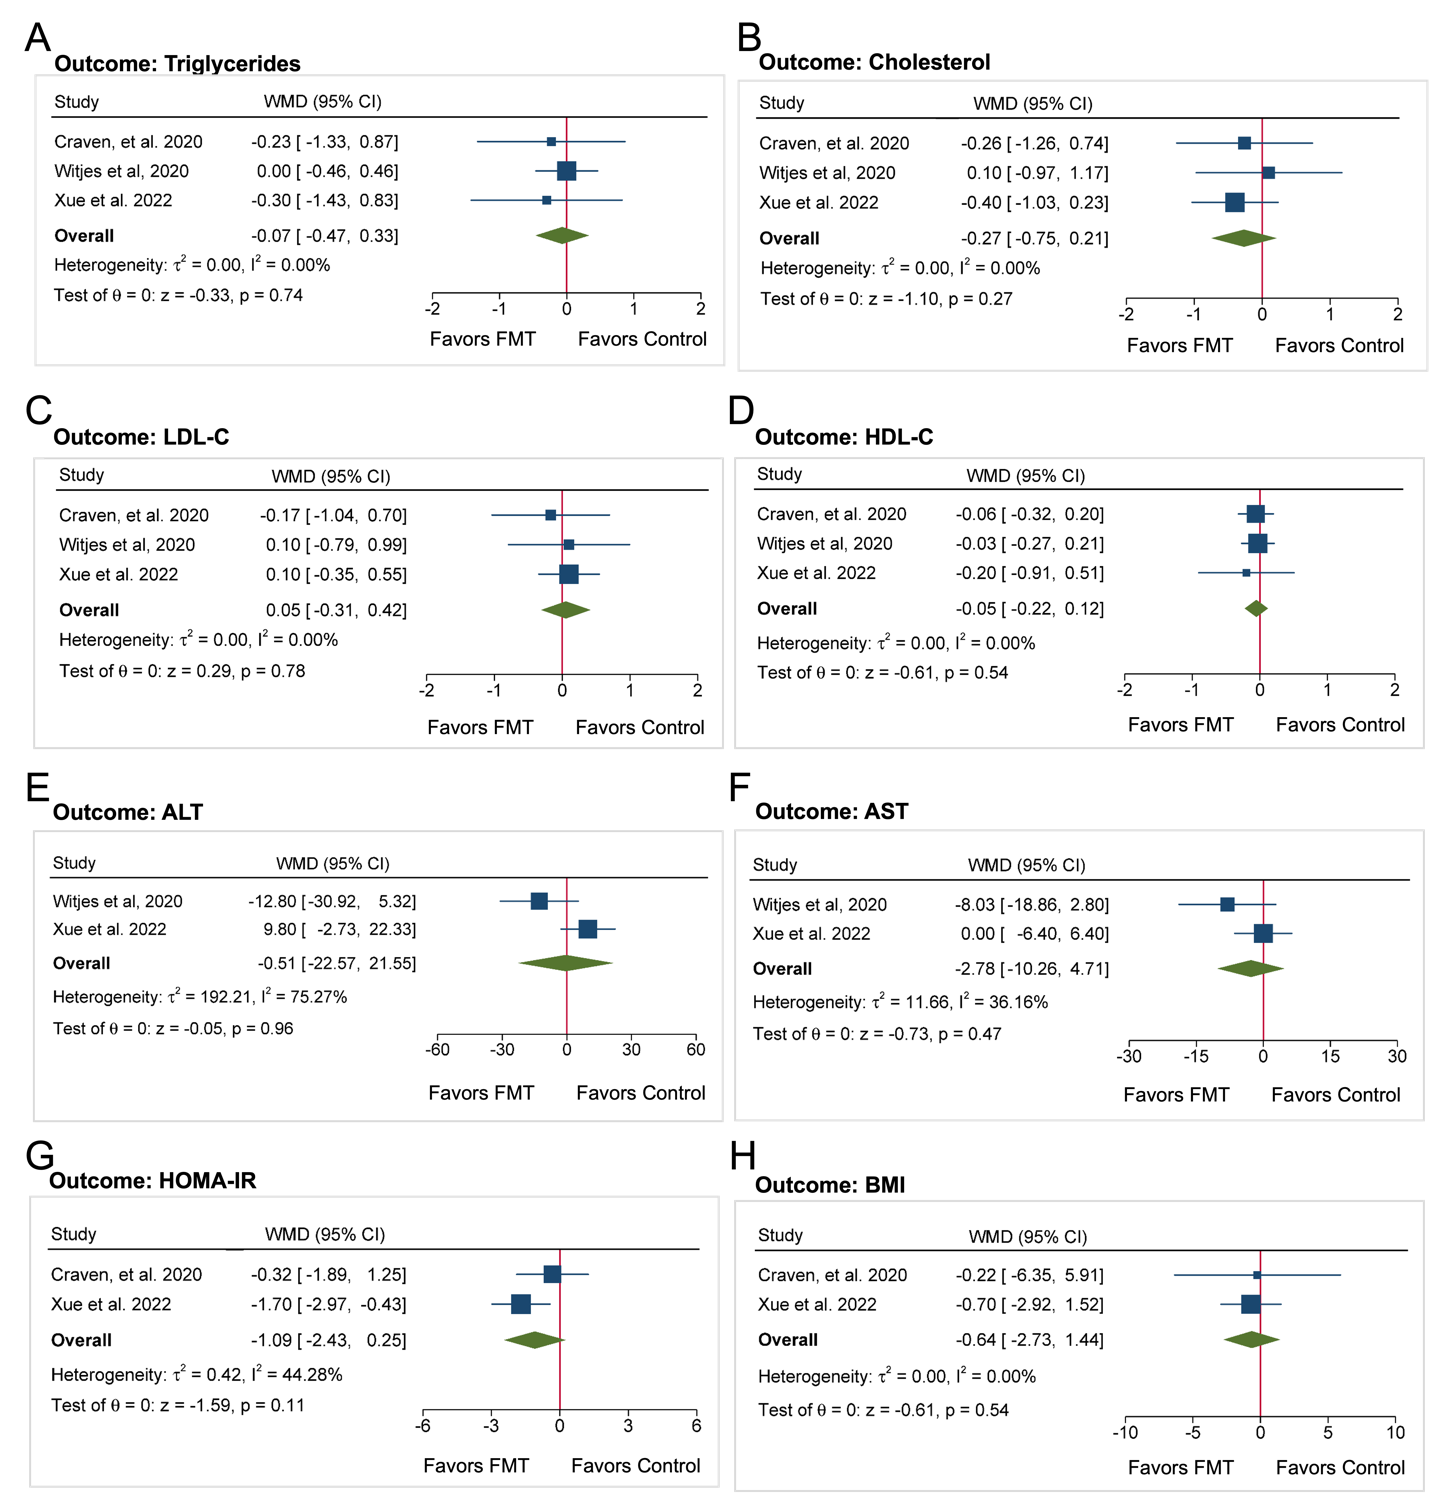 A
Outcome: Triglycerides
Study WMD (95% CI)
Craven, et al. 2020 -0.23 [ -1.33, 0.87]
Witjes et al, 2020 0.00 [ -0.46, 0.46]
Xue et al. 2022 -0.30 [ -1.43, 0.83]
Overall -0.07 [ -0.47, 0.33]
Heterogeneity: τ² = 0.00, I² = 0.00%
Test of θ = 0: z = -0.33, p = 0.74
-2 -1 0 1 2
Favors FMT Favors Control
B
Outcome: Cholesterol
Study WMD (95% CI)
Craven, et al. 2020 -0.26 [ -1.26, 0.74]
Witjes et al, 2020 0.10 [ -0.97, 1.17]
Xue et al. 2022 -0.40 [ -1.03, 0.23]
Overall -0.27 [ -0.75, 0.21]
Heterogeneity: τ² = 0.00, I² = 0.00%
Test of θ = 0: z = -1.10, p = 0.27
-2 -1 0 1 2
Favors FMT Favors Control
C
Outcome: LDL-C
Study WMD (95% CI)
Craven, et al. 2020 -0.17 [ -1.04, 0.70]
Witjes et al, 2020 0.10 [ -0.79, 0.99]
Xue et al. 2022 0.10 [ -0.35, 0.55]
Overall 0.05 [ -0.31, 0.42]
Heterogeneity: τ² = 0.00, I² = 0.00%
Test of θ = 0: z = 0.29, p = 0.78
-2 -1 0 1 2
Favors FMT Favors Control
D
Outcome: HDL-C
Study WMD (95% CI)
Craven, et al. 2020 -0.06 [ -0.32, 0.20]
Witjes et al, 2020 -0.03 [ -0.27, 0.21]
Xue et al. 2022 -0.20 [ -0.91, 0.51]
Overall -0.05 [ -0.22, 0.12]
Heterogeneity: τ² = 0.00, I² = 0.00%
Test of θ = 0: z = -0.61, p = 0.54
-2 -1 0 1 2
Favors FMT Favors Control
E
Outcome: ALT
Study WMD (95% CI)
Witjes et al, 2020 -12.80 [ -30.92, 5.32]
Xue et al. 2022 9.80 [ -2.73, 22.33]
Overall -0.51 [ -22.57, 21.55]
Heterogeneity: τ² = 192.21, I² = 75.27%
Test of θ = 0: z = -0.05, p = 0.96
-60 -30 0 30 60
Favors FMT Favors Control
F
Outcome: AST
Study WMD (95% CI)
Witjes et al, 2020 -8.03 [ -18.86, 2.80]
Xue et al. 2022 0.00 [ -6.40, 6.40]
Overall -2.78 [ -10.26, 4.71]
Heterogeneity: τ² = 11.66, I² = 36.16%
Test of θ = 0: z = -0.73, p = 0.47
-30 -15 0 15 30
Favors FMT Favors Control
G
Outcome: HOMA-IR
Study WMD (95% CI)
Craven, et al. 2020 -0.32 [ -1.89, 1.25]
Xue et al. 2022 -1.70 [ -2.97, -0.43]
Overall -1.09 [ -2.43, 0.25]
Heterogeneity: τ² = 0.42, I² = 44.28%
Test of θ = 0: z = -1.59, p = 0.11
-6 -3 0 3 6
Favors FMT Favors Control
H
Outcome: BMI
Study WMD (95% CI)
Craven, et al. 2020 -0.22 [ -6.35, 5.91]
Xue et al. 2022 -0.70 [ -2.92, 1.52]
Overall -0.64 [ -2.73, 1.44]
Heterogeneity: τ² = 0.00, I² = 0.00%
Test of θ = 0: z = -0.61, p = 0.54
-10 -5 0 5 10
Favors FMT Favors Control